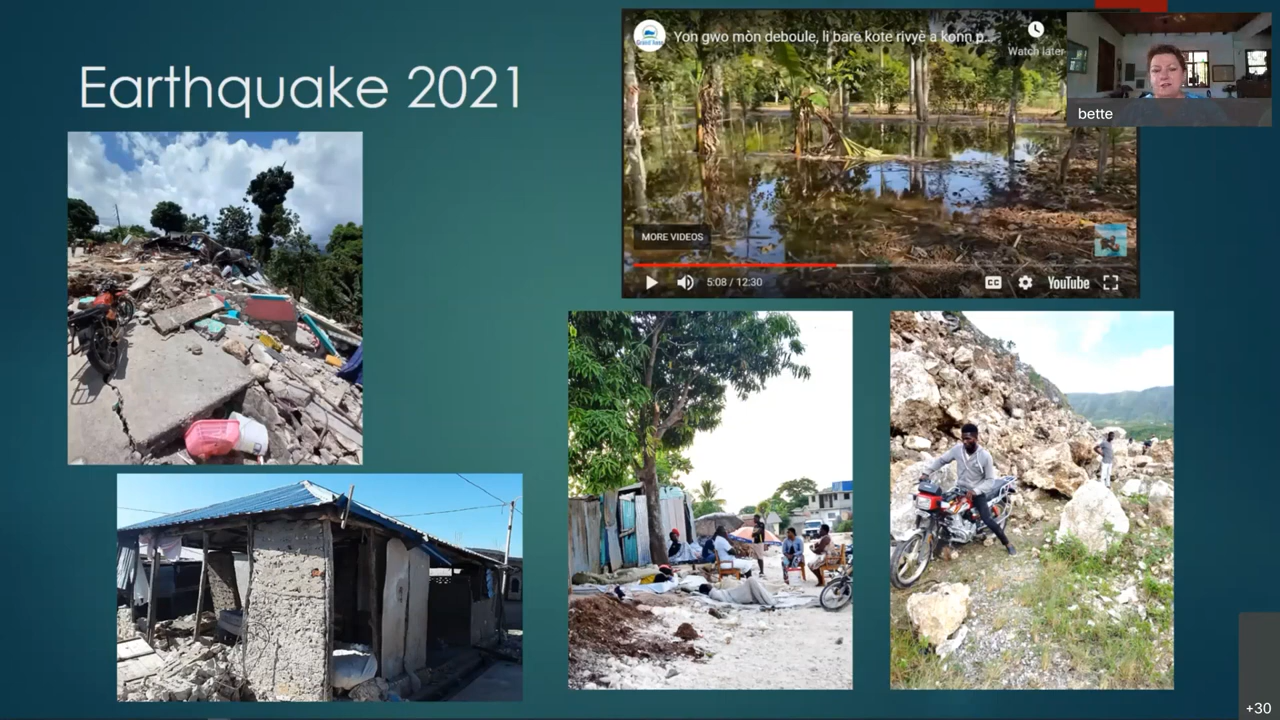 Earthquake 2021
Yon gwo mòn deboule, li bare kote rivyè a konn p...
Watch later
bette
MORE VIDEOS
5:08 / 12:30
CC
YouTube
+30